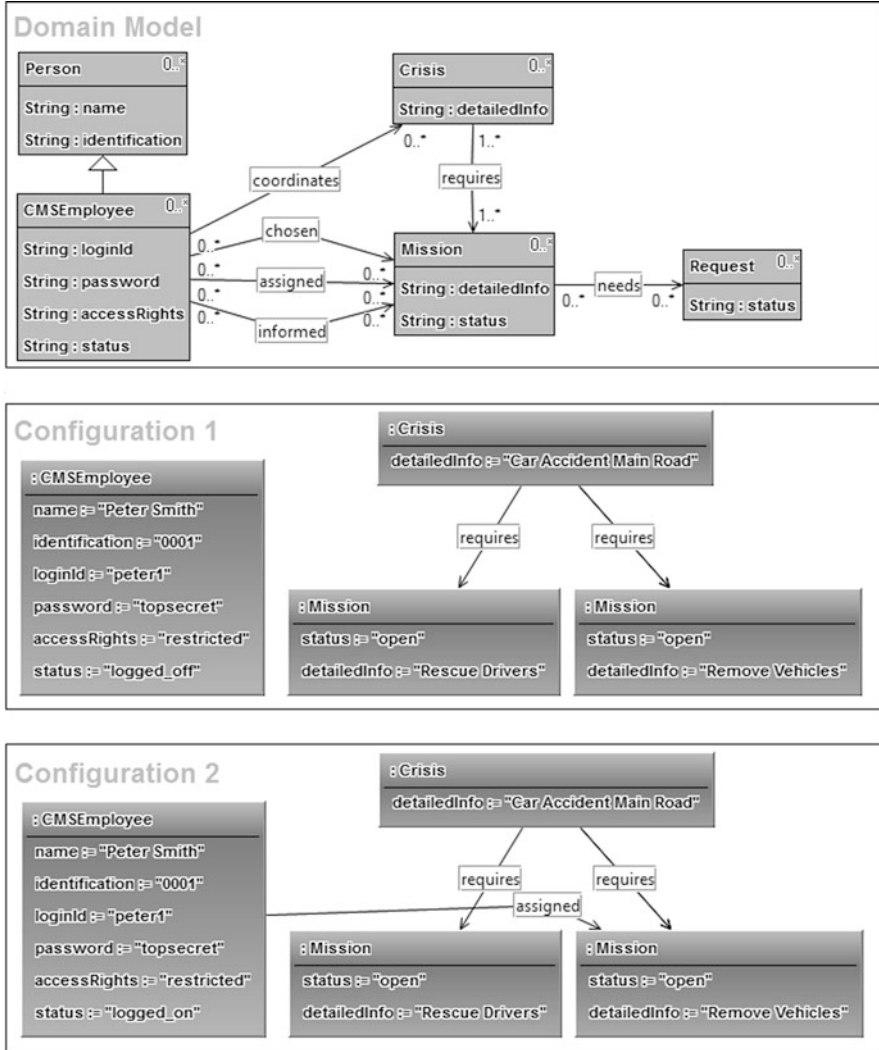 Domain Model
Person 0..*
String : name
String : identification
Crisis 0..*
String : detailedInfo
0..* 1..*
coordinates
requires
CMSEmployee 0..*
String : loginId
String : password
String : accessRights
String : status
chosen
assigned
informed
0..*
0..*
0..*
0..*
1..*
0..*
0..*
0..*
Mission 0..*
String : detailedInfo
String : status
0..* needs 0..*
Request 0..*
String : status
Configuration 1
: CMSEmployee
name := "Peter Smith"
identification := "0001"
loginId := "peter1"
password := "topsecret"
accessRights := "restricted"
status := "logged_off"
: Crisis
detailedInfo := "Car Accident Main Road"
requires requires
: Mission
status := "open"
detailedInfo := "Rescue Drivers"
: Mission
status := "open"
detailedInfo := "Remove Vehicles"
Configuration 2
: CMSEmployee
name := "Peter Smith"
identification := "0001"
loginId := "peter1"
password := "topsecret"
accessRights := "restricted"
status := "logged_on"
: Crisis
detailedInfo := "Car Accident Main Road"
requires requires
assigned
: Mission
status := "open"
detailedInfo := "Rescue Drivers"
: Mission
status := "open"
detailedInfo := "Remove Vehicles"